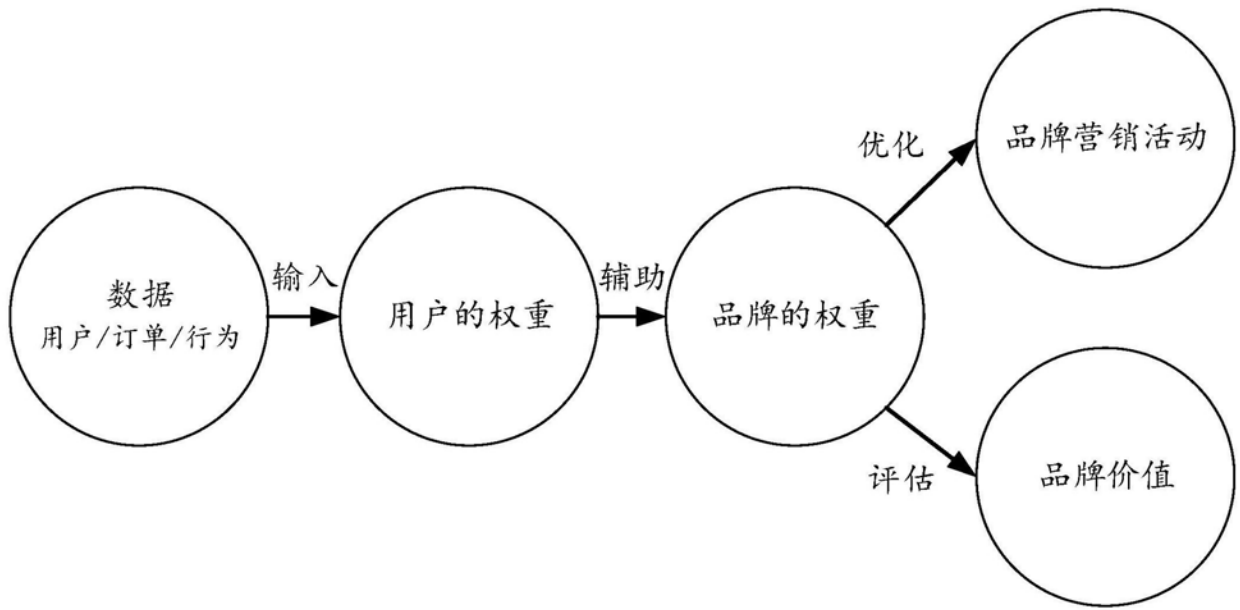 数据
用户/订单/行为
输入
用户的权重
辅助
品牌的权重
优化
品牌营销活动
评估
品牌价值